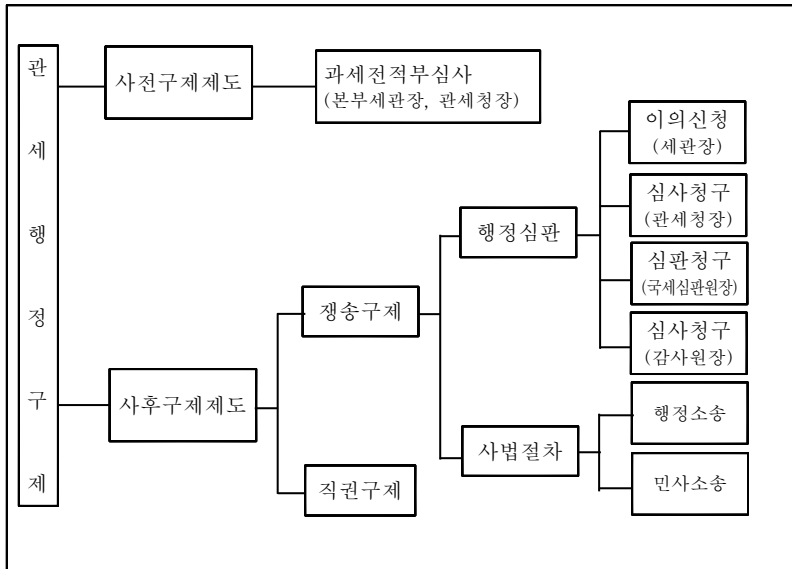 관세행정구제
사전구제제도
과세전적부심사
(본부세관장, 관세청장)
사후구제제도
쟁송구제
행정심판
이의신청
(세관장)
심사청구
(관세청장)
심판청구
(국세심판원장)
심사청구
(감사원장)
사법절차
행정소송
민사소송
직권구제